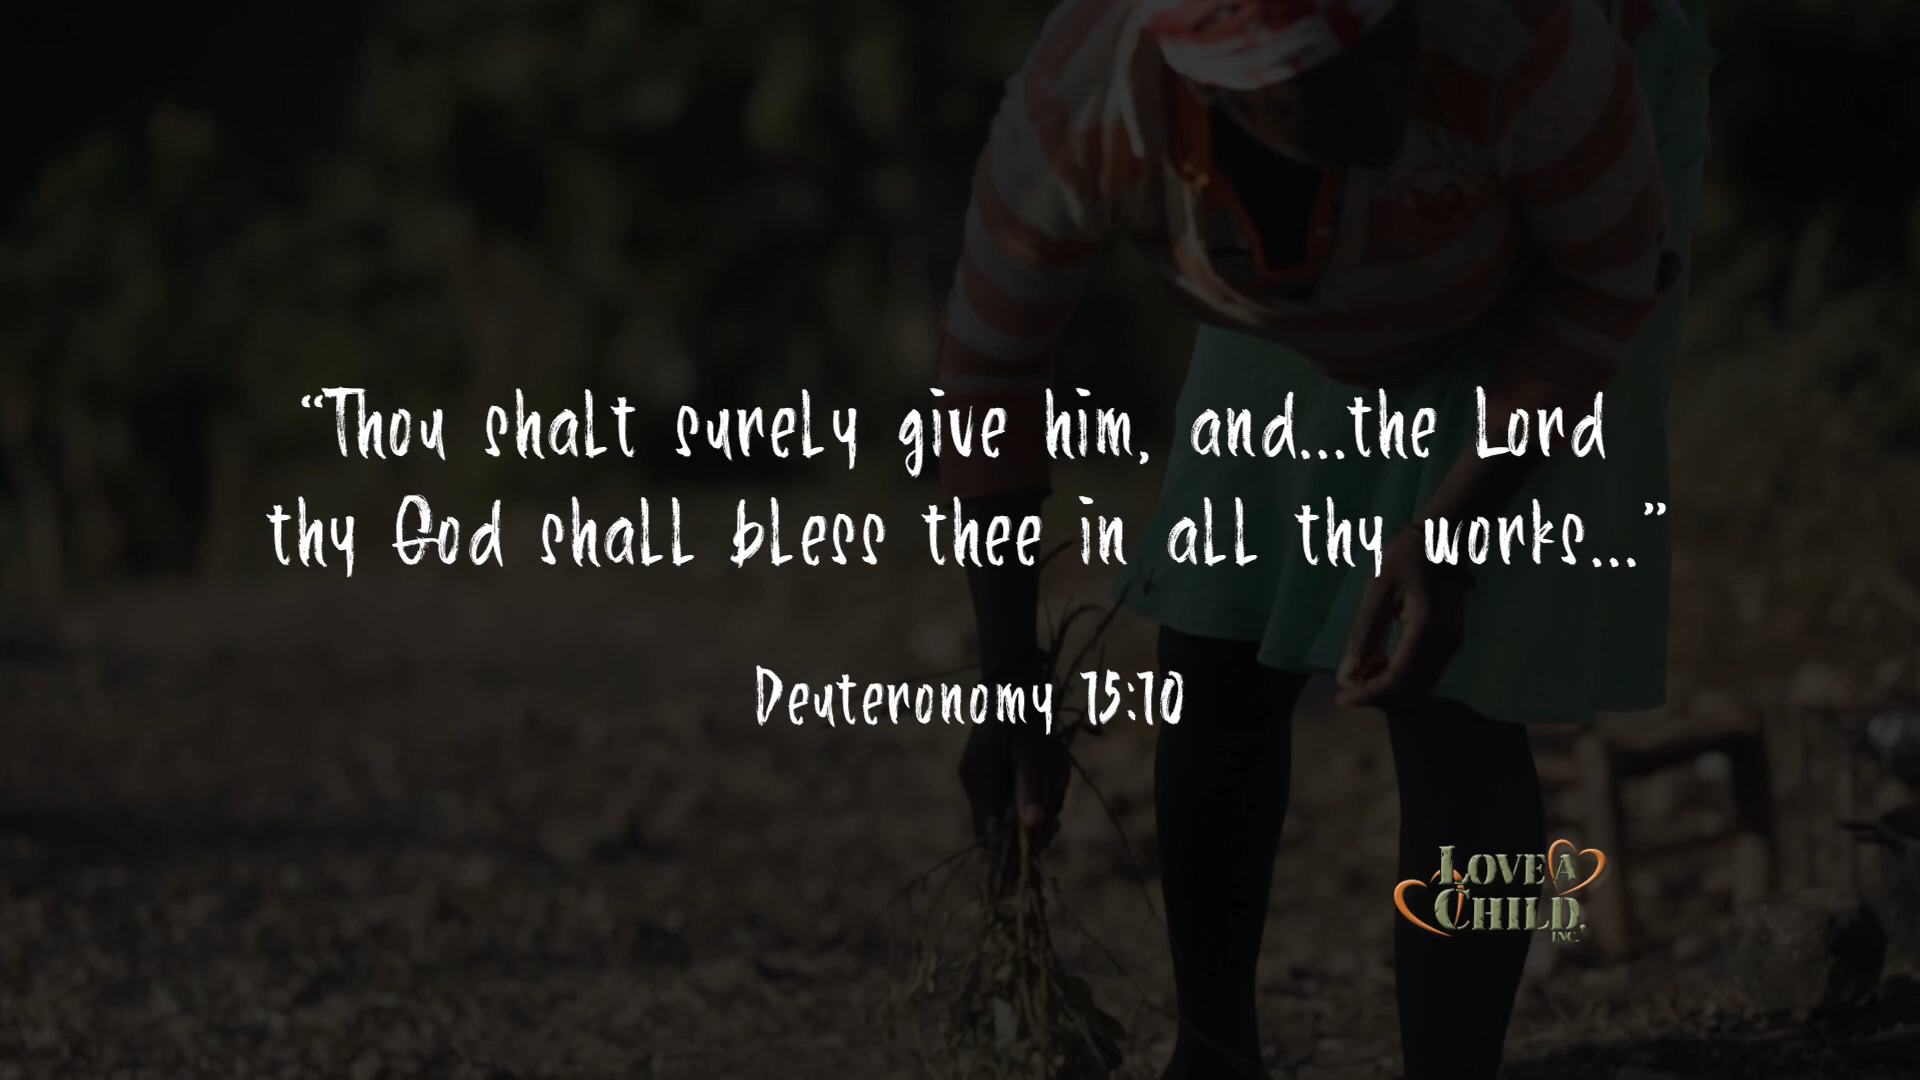 “Thou shalt surely give him, and...the Lord
thy God shall bless thee in all thy works...”
Deuteronomy 15:10
LOVE A
CHILD,
INC.